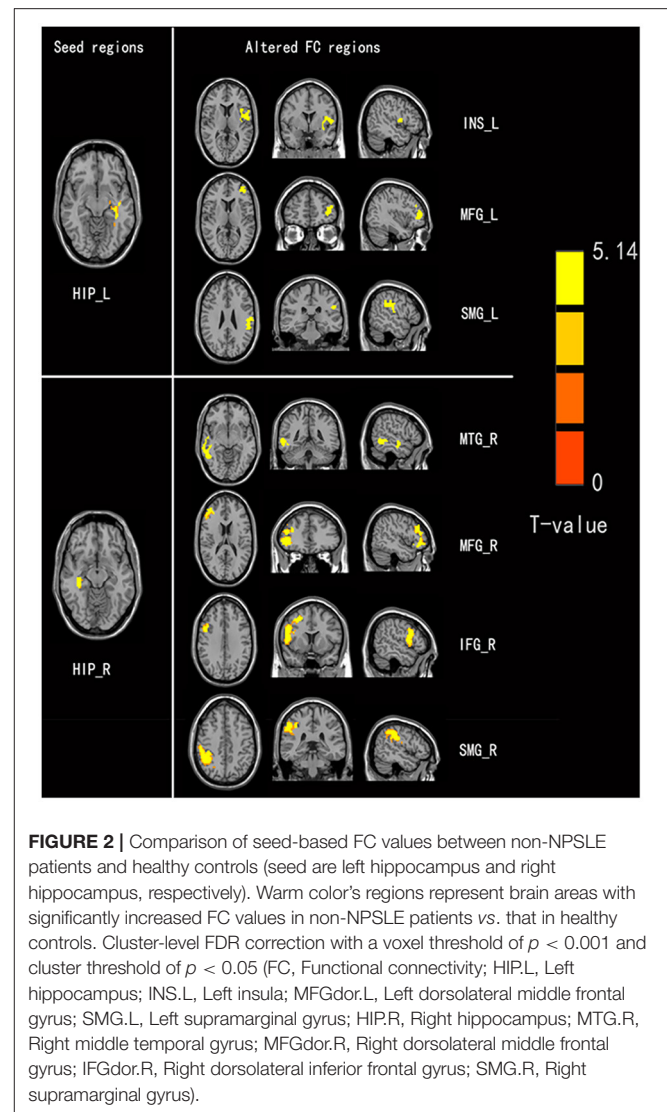 Seed regions
Altered FC regions
INS_L
MFG_L
HIP_L
SMG_L
5.14
0
T-value
MTG_R
MFG_R
HIP_R
IFG_R
SMG_R
FIGURE 2 | Comparison of seed-based FC values between non-NPSLE
patients and healthy controls (seed are left hippocampus and right
hippocampus, respectively). Warm color's regions represent brain areas with
significantly increased FC values in non-NPSLE patients vs. that in healthy
controls. Cluster-level FDR correction with a voxel threshold of p < 0.001 and
cluster threshold of p < 0.05 (FC, Functional connectivity; HIP.L, Left
hippocampus; INS.L, Left insula; MFGdor.L, Left dorsolateral middle frontal
gyrus; SMG.L, Left supramarginal gyrus; HIP.R, Right hippocampus; MTG.R,
Right middle temporal gyrus; MFGdor.R, Right dorsolateral middle frontal
gyrus; IFGdor.R, Right dorsolateral inferior frontal gyrus; SMG.R, Right
supramarginal gyrus).